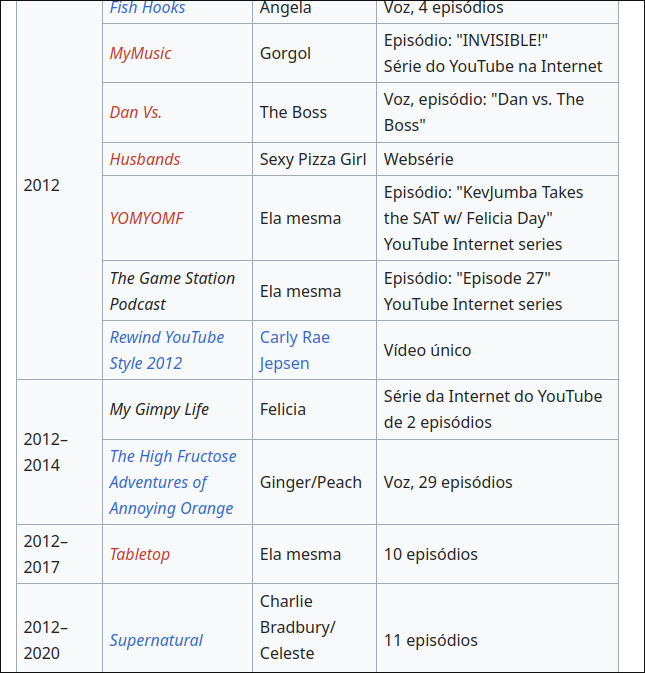 Fish Hooks Angela Voz, 4 episódios
MyMusic Gorgol Episódio: "INVISIBLE!"
Série do YouTube na Internet
Dan Vs. The Boss Voz, episódio: "Dan vs. The
Boss"
Husbands Sexy Pizza Girl Websérie
2012
YOMYOMF Ela mesma Episódio: "KevJumba Takes
the SAT w/ Felicia Day"
YouTube Internet series
The Game Station
Podcast
Ela mesma
Episódio: "Episode 27"
YouTube Internet series
Rewind YouTube
Style 2012
Carly Rae
Jepsen
Vídeo único
2012–
2014
My Gimpy Life Felicia Série da Internet do YouTube
de 2 episódios
The High Fructose
Adventures of
Annoying Orange
Ginger/Peach Voz, 29 episódios
2012–
2017
Tabletop Ela mesma 10 episódios
2012–
2020
Supernatural
Charlie
Bradbury/
Celeste
11 episódios